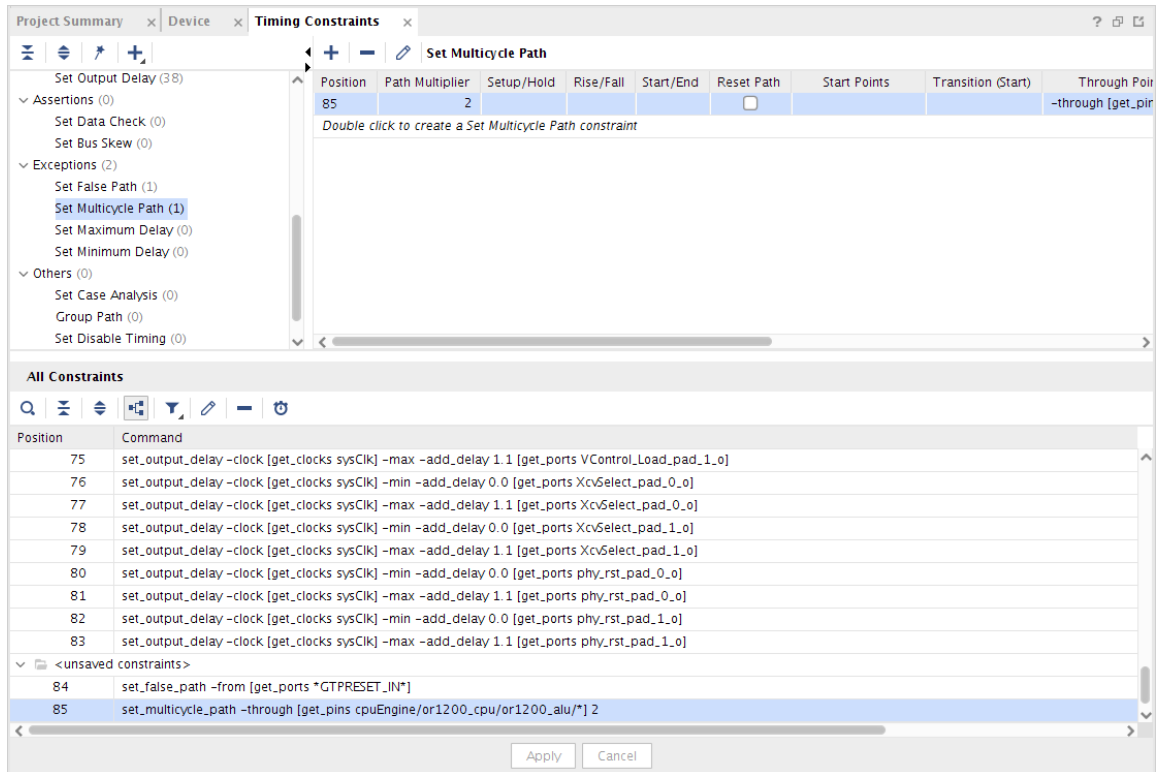 Project Summary × Device × Timing Constraints × ?
Set Multicycle Path
Set Output Delay (38)
Assertions (0)
Set Data Check (0)
Set Bus Skew (0)
Exceptions (2)
Set False Path (1)
Set Multicycle Path (1)
Set Maximum Delay (0)
Set Minimum Delay (0)
Others (0)
Set Case Analysis (0)
Group Path (0)
Set Disable Timing (0)
Position Path Multiplier Setup/Hold Rise/Fall Start/End Reset Path Start Points Transition (Start) Through Poin
85 2 -through [get_pin
Double click to create a Set Multicycle Path constraint
All Constraints
Position Command
75 set_output_delay -clock [get_clocks sysClk] -max -add_delay 1.1 [get_ports VControl_Load_pad_1_o]
76 set_output_delay -clock [get_clocks sysClk] -min -add_delay 0.0 [get_ports XcvSelect_pad_0_o]
77 set_output_delay -clock [get_clocks sysClk] -max -add_delay 1.1 [get_ports XcvSelect_pad_0_o]
78 set_output_delay -clock [get_clocks sysClk] -min -add_delay 0.0 [get_ports XcvSelect_pad_1_o]
79 set_output_delay -clock [get_clocks sysClk] -max -add_delay 1.1 [get_ports XcvSelect_pad_1_o]
80 set_output_delay -clock [get_clocks sysClk] -min -add_delay 0.0 [get_ports phy_rst_pad_0_o]
81 set_output_delay -clock [get_clocks sysClk] -max -add_delay 1.1 [get_ports phy_rst_pad_0_o]
82 set_output_delay -clock [get_clocks sysClk] -min -add_delay 0.0 [get_ports phy_rst_pad_1_o]
83 set_output_delay -clock [get_clocks sysClk] -max -add_delay 1.1 [get_ports phy_rst_pad_1_o]
<unsaved constraints>
84 set_false_path -from [get_ports *GTPRESET_IN*]
85 set_multicycle_path -through [get_pins cpuEngine/or1200_cpu/or1200_alu/*] 2
Apply Cancel